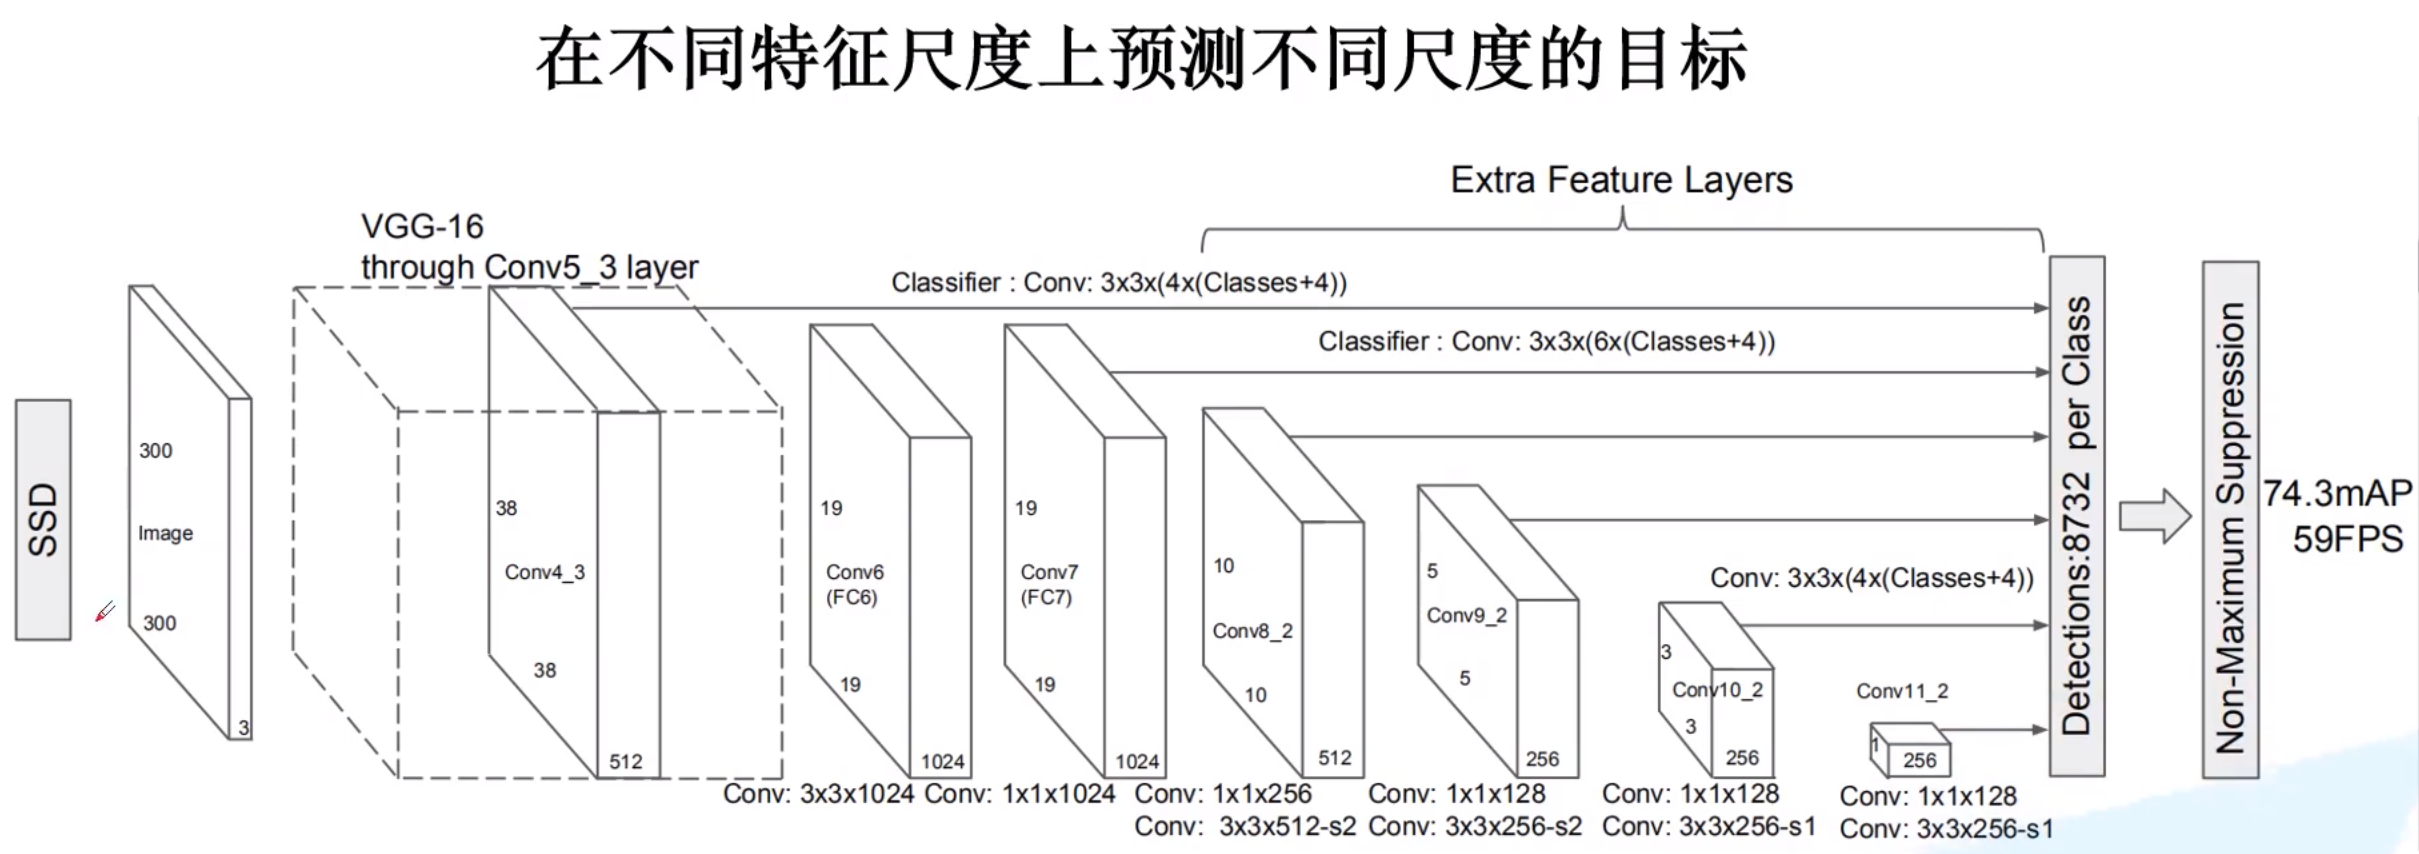 在不同特征尺度上预测不同尺度的目标
Extra Feature Layers
VGG-16
through Conv5_3 layer
Classifier : Conv: 3x3x(4x(Classes+4))
Classifier : Conv: 3x3x(6x(Classes+4))
SSD
300
Image
300
3
38
Conv4_3
38
512
19
Conv6
(FC6)
19
1024
19
Conv7
(FC7)
19
1024
10
Conv8_2
10
512
5
Conv9_2
5
256
Conv: 3x3x(4x(Classes+4))
3
Conv10_2
3
256
Conv11_2
1
256
Detections:8732 per Class
Non-Maximum Suppression
74.3mAP
59FPS
Conv: 3x3x1024
Conv: 1x1x1024
Conv: 1x1x256
Conv: 3x3x512-s2
Conv: 1x1x128
Conv: 3x3x256-s2
Conv: 1x1x128
Conv: 3x3x256-s1
Conv: 1x1x128
Conv: 3x3x256-s1